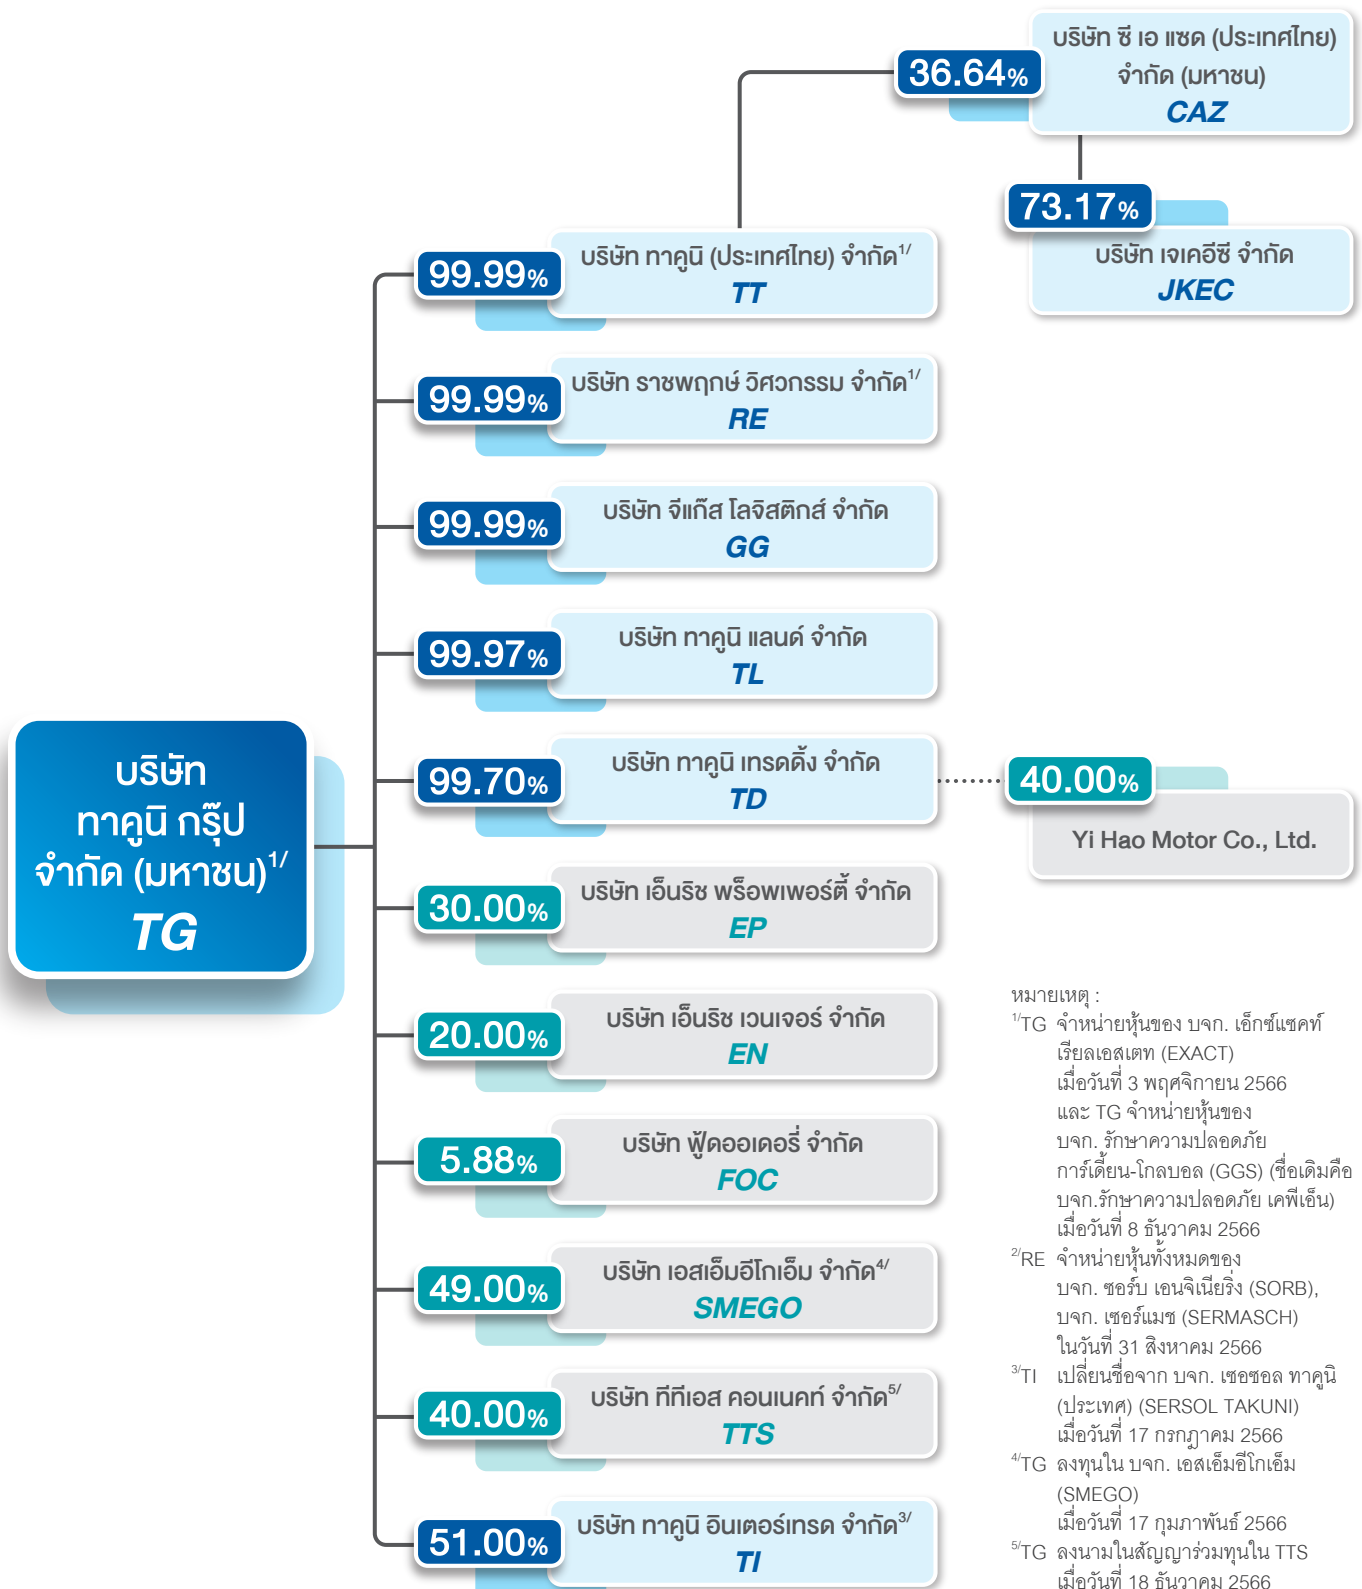 36.64%
บริษัท ซี เอ แซด (ประเทศไทย)
จำกัด (มหาชน)
CAZ
73.17%
บริษัท เจเคอีซี จำกัด
JKEC
99.99%
บริษัท ทาคูนิ (ประเทศไทย) จำกัด1/
TT
99.99%
บริษัท ราชพฤกษ์ วิศวกรรม จำกัด1/
RE
99.99%
บริษัท จีแก๊ส โลจิสติกส์ จำกัด
GG
99.97%
บริษัท ทาคูนิ แลนด์ จำกัด
TL
บริษัท
ทาคูนิ กรุ๊ป
จำกัด (มหาชน)1/
TG
99.70%
บริษัท ทาคูนิ เทรดดิ้ง จำกัด
TD
40.00%
Yi Hao Motor Co., Ltd.
30.00%
บริษัท เอ็นริช พร็อพเพอร์ตี้ จำกัด
EP
20.00%
บริษัท เอ็นริช เวนเจอร์ จำกัด
EN
5.88%
บริษัท ฟู้ดออเดอรี่ จำกัด
FOC
49.00%
บริษัท เอสเอ็มอีโกเอ็ม จำกัด4/
SMEGO
40.00%
บริษัท ทีทีเอส คอนเนคท์ จำกัด5/
TTS
51.00%
บริษัท ทาคูนิ อินเตอร์เทรด จำกัด3/
TI
หมายเหตุ :
1/TG จำหน่ายหุ้นของ บจก. เอ็กซ์แซคท์
เรียลเอสเตท (EXACT)
เมื่อวันที่ 3 พฤศจิกายน 2566
และ TG จำหน่ายหุ้นของ
บจก. รักษาความปลอดภัย
การ์เดี้ยน-โกลบอล (GGS) (ชื่อเดิมคือ
บจก.รักษาความปลอดภัย เคพีเอ็น)
เมื่อวันที่ 8 ธันวาคม 2566
2/RE จำหน่ายหุ้นทั้งหมดของ
บจก. ซอร์บ เอนจิเนียริ่ง (SORB),
บจก. เซอร์แมช (SERMASCH)
ในวันที่ 31 สิงหาคม 2566
3/TI เปลี่ยนชื่อจาก บจก. เซอซอล ทาคูนิ
(ประเทศ) (SERSOL TAKUNI)
เมื่อวันที่ 17 กรกฎาคม 2566
4/TG ลงทุนใน บจก. เอสเอ็มอีโกเอ็ม
(SMEGO)
เมื่อวันที่ 17 กุมภาพันธ์ 2566
5/TG ลงนามในสัญญาร่วมทุนใน TTS
เมื่อวันที่ 18 ธันวาคม 2566